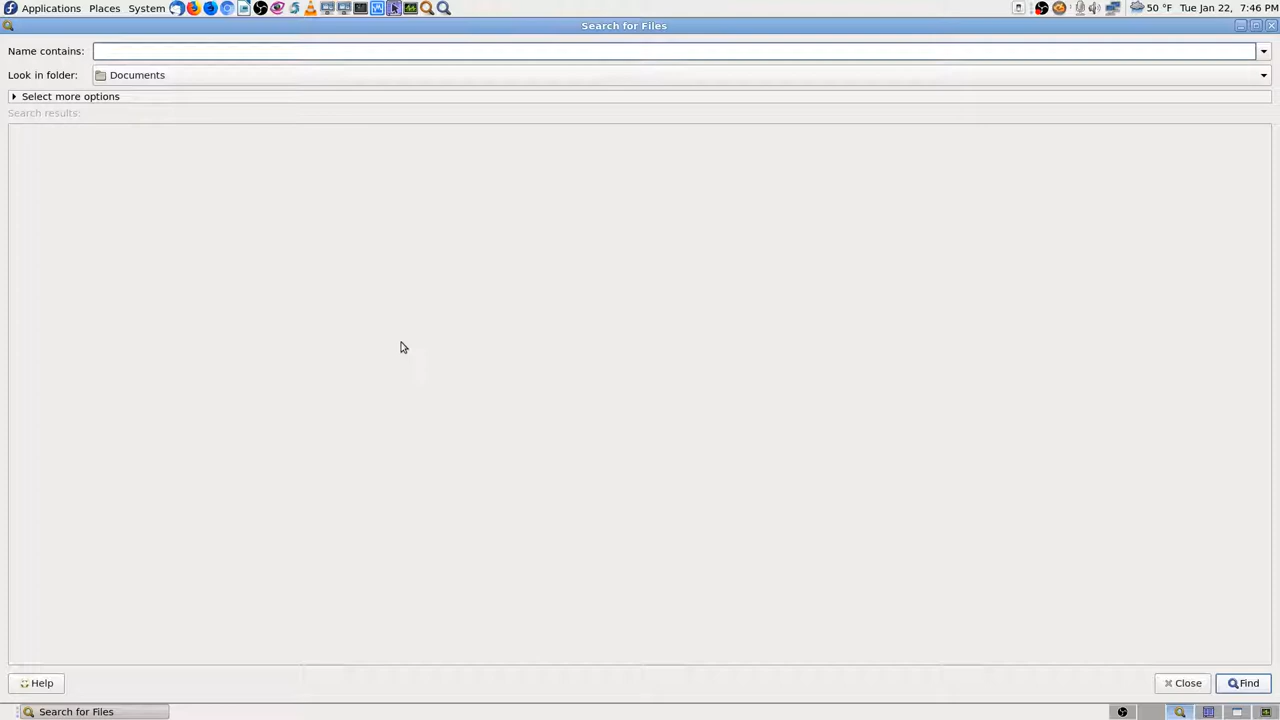 Applications Places System 50 °F Tue Jan 22, 7:46 PM
Search for Files
Name contains:
Look in folder: Documents
Select more options
Search results:
Help Close Find
Search for Files